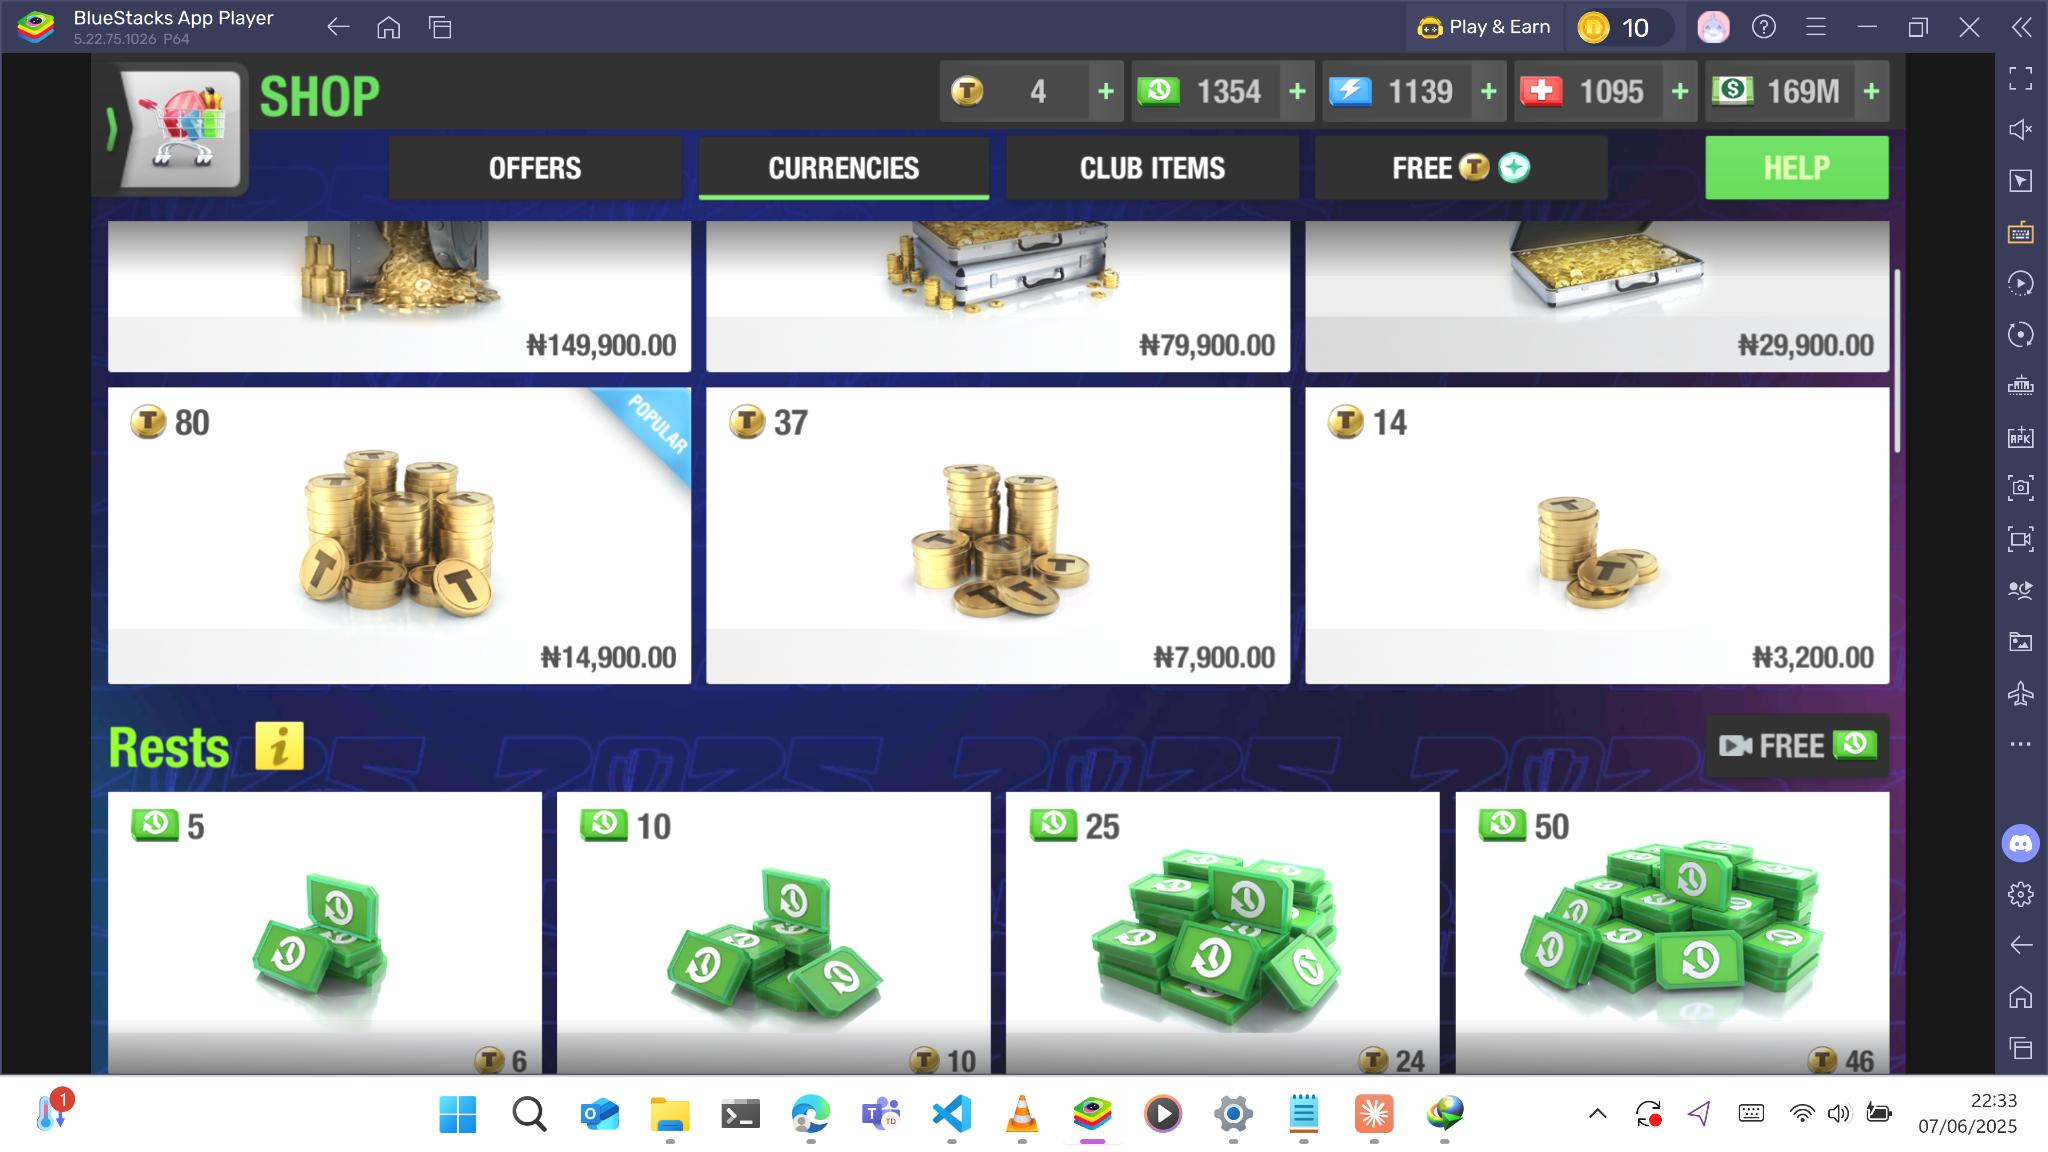 BlueStacks App Player
5.22.75.1026 P64
Play & Earn
10
SHOP
4
+
1354
+
1139
+
1095
+
169M
+
OFFERS
CURRENCIES
CLUB ITEMS
FREE
HELP
₦149,900.00
₦79,900.00
₦29,900.00
80
POPULAR
37
14
₦14,900.00
₦7,900.00
₦3,200.00
Rests
i
FREE
5
10
25
50
6
10
24
46
1
22:33
07/06/2025